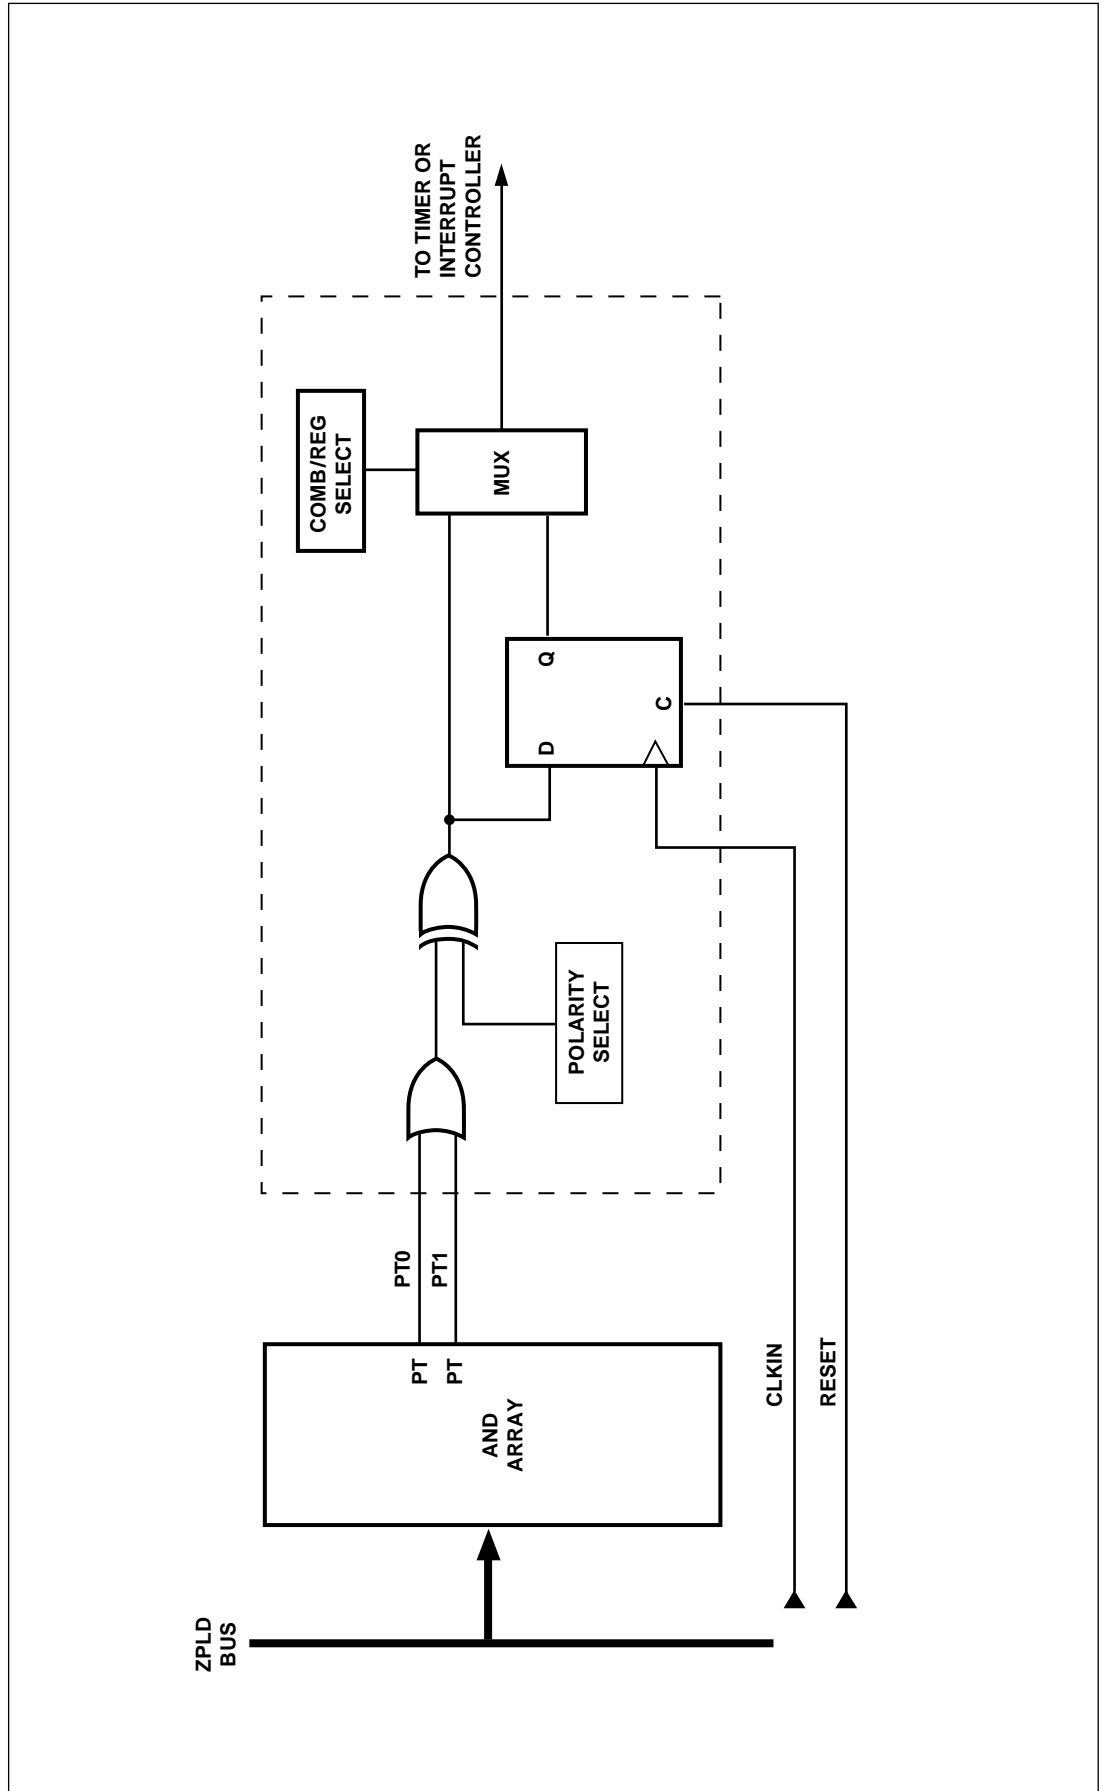 ZPLD
BUS
AND
ARRAY
PT
PT
PT0
PT1
CLKIN
RESET
POLARITY
SELECT
D
Q
C
COMB/REG
SELECT
MUX
TO TIMER OR
INTERRUPT
CONTROLLER